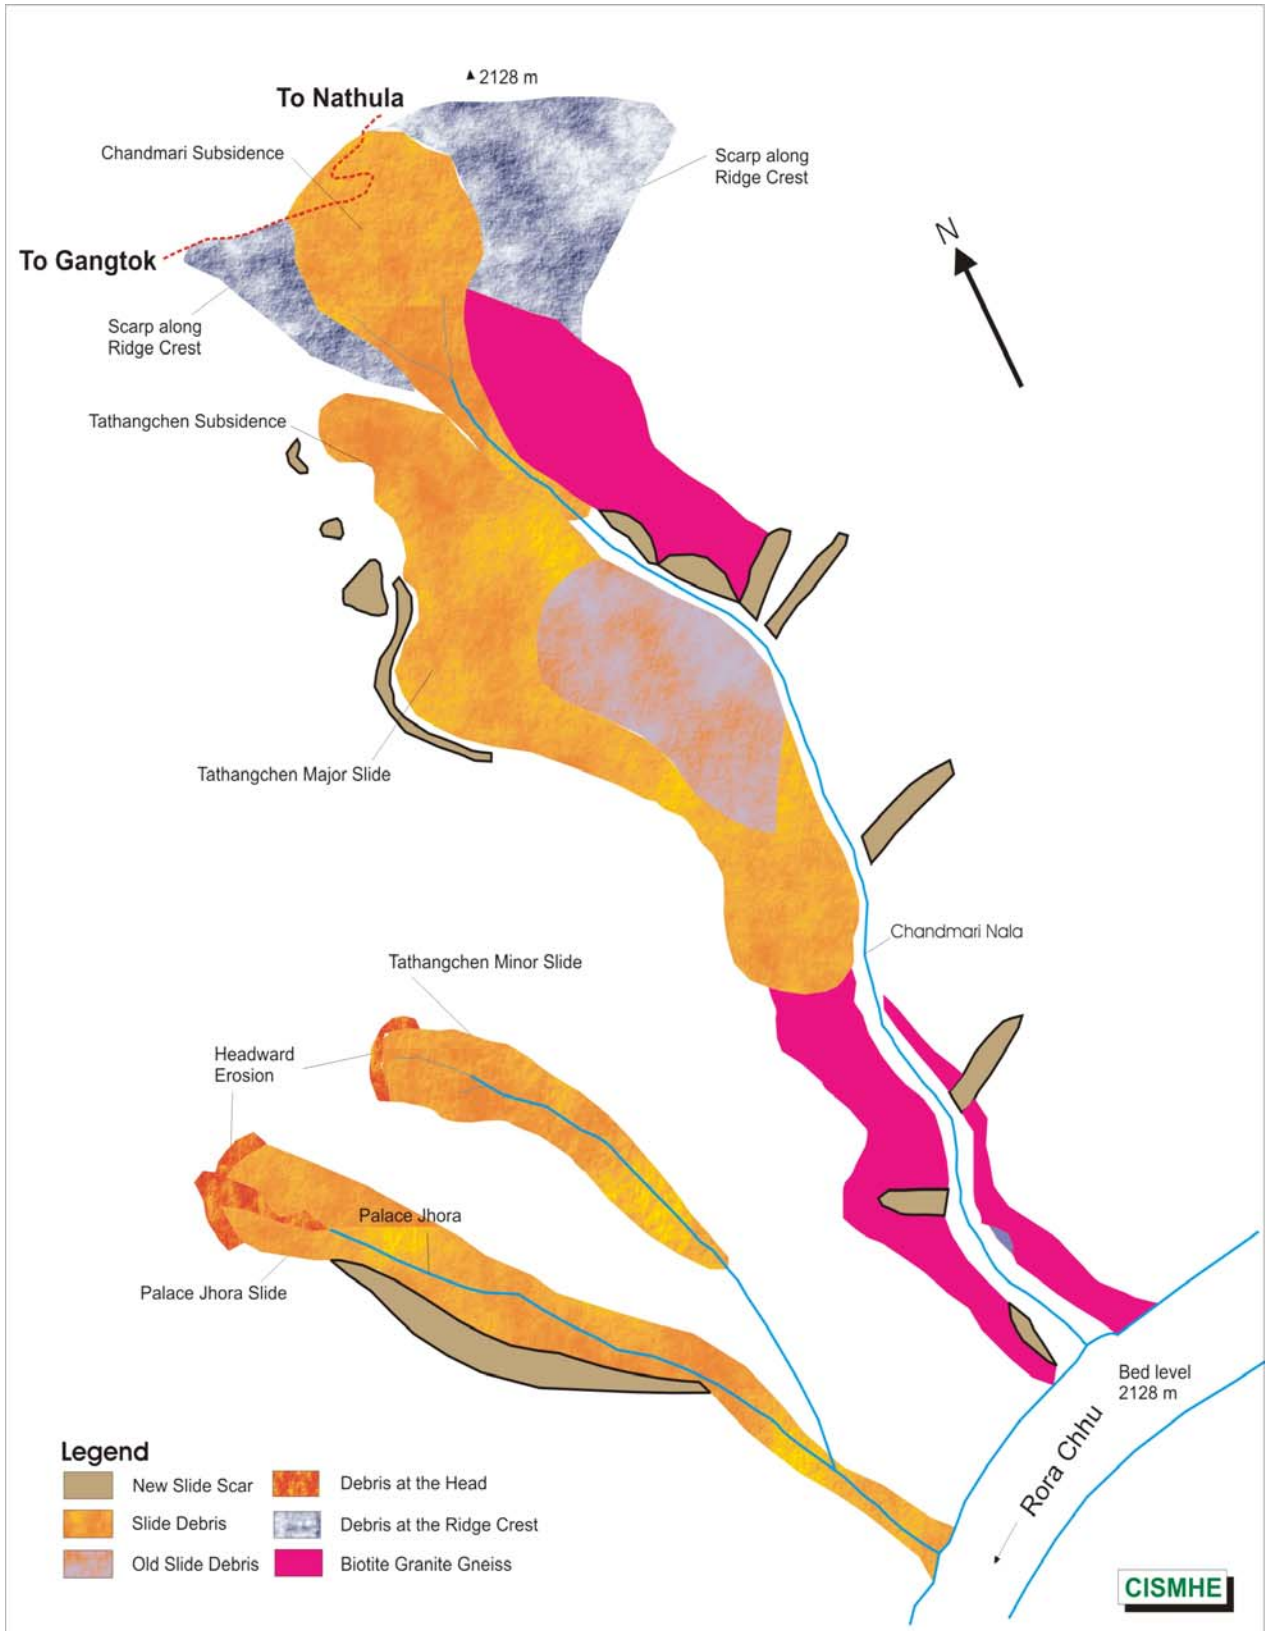 2128 m
To Nathula
Chandmari Subsidence
Scarp along
Ridge Crest
N
To Gangtok
Scarp along
Ridge Crest
Tathangchen Subsidence
Tathangchen Major Slide
Chandmari Nala
Tathangchen Minor Slide
Headward
Erosion
Palace Jhora
Palace Jhora Slide
Bed level
2128 m
Rora Chhu
Legend
New Slide Scar
Debris at the Head
Slide Debris
Debris at the Ridge Crest
Old Slide Debris
Biotite Granite Gneiss
CISMHE